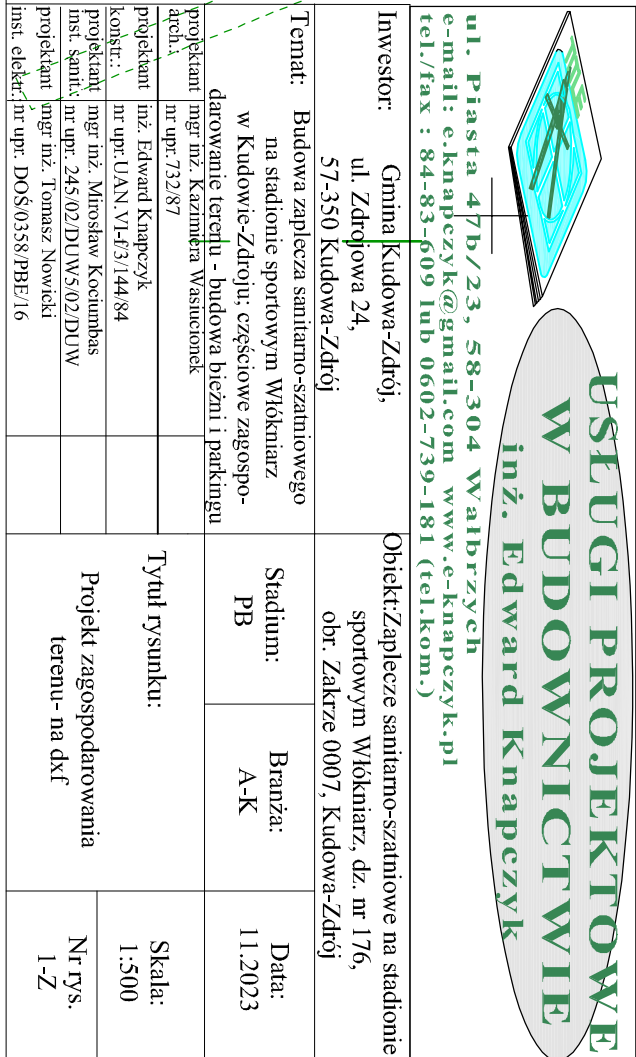 USŁUGI PROJEKTOWE
W BUDOWNICTWIE
inż. Edward Knapczyk
ul. Piasta 47b/23, 58-304 Wałbrzych
e-mail: e.knapczyk@gmail.com www.e-knapczyk.pl
tel./fax : 84-83-609 lub 0602-739-181 (tel.kom.)
Inwestor:
Gmina Kudowa-Zdrój,
ul. Zdrojowa 24,
57-350 Kudowa-Zdrój
Obiekt:Zaplecze sanitarno-szatniowe na stadionie
sportowym Włókniarz, dz. nr 176,
obr. Zakrze 0007, Kudowa-Zdrój
Temat: Budowa zaplecza sanitarno-szatniowego
na stadionie sportowym Włókniarz
w Kudowie-Zdroju; częściowe zagospo-
darowanie terenu - budowa bieżni i parkingu
Stadium:
PB
Branża:
A-K
Data:
11.2023
projektant arch.:
mgr inż. Kazimiera Wasiucionek
nr upr. 732/87
projektant konstr.:
inż. Edward Knapczyk
nr upr. UAN.VI-f/3/144/84
projektant inst. sanit.:
mgr inż. Mirosław Kociumbas
nr upr. 245/02/DUW5/02/DUW
projektant inst. elektr.:
mgr inż. Tomasz Nowicki
nr upr. DOŚ/0358/PBE/16
Tytuł rysunku:
Projekt zagospodarowania
terenu- na dxf
Skala:
1:500
Nr rys.
1-Z